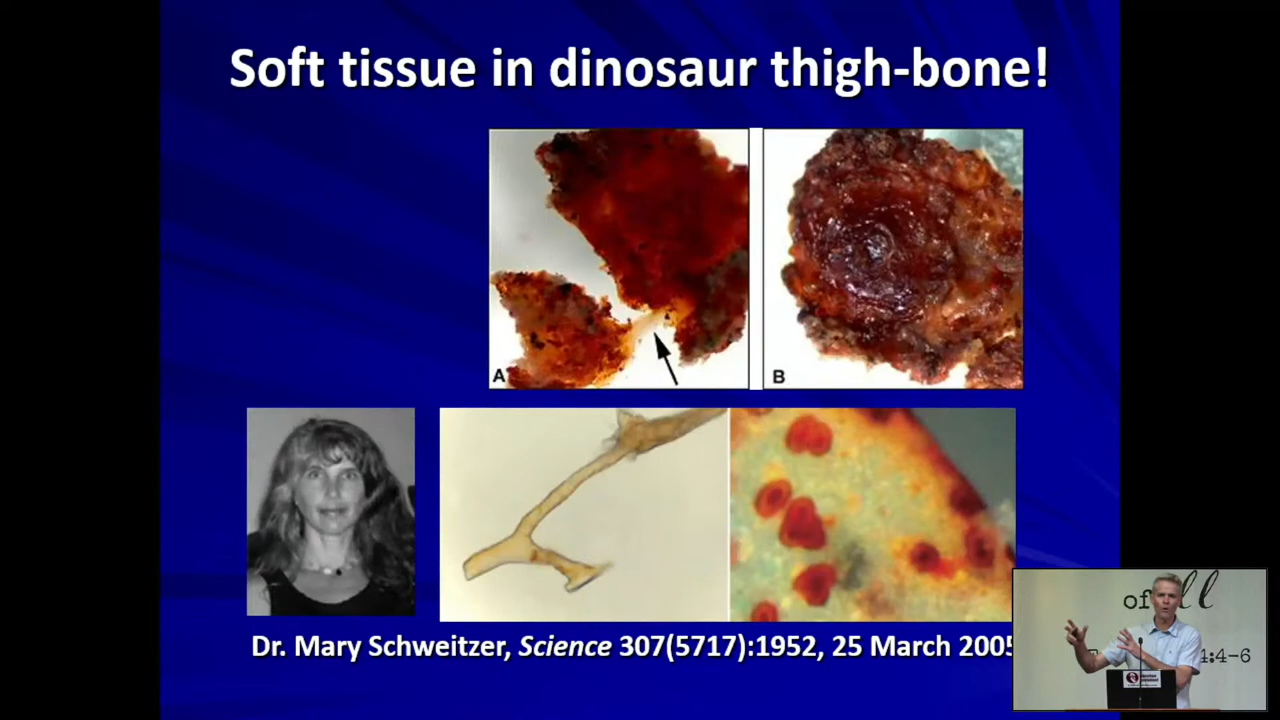 Soft tissue in dinosaur thigh-bone!
A
B
Dr. Mary Schweitzer, Science 307(5717):1952, 25 March 2005
of ll
4:4-6